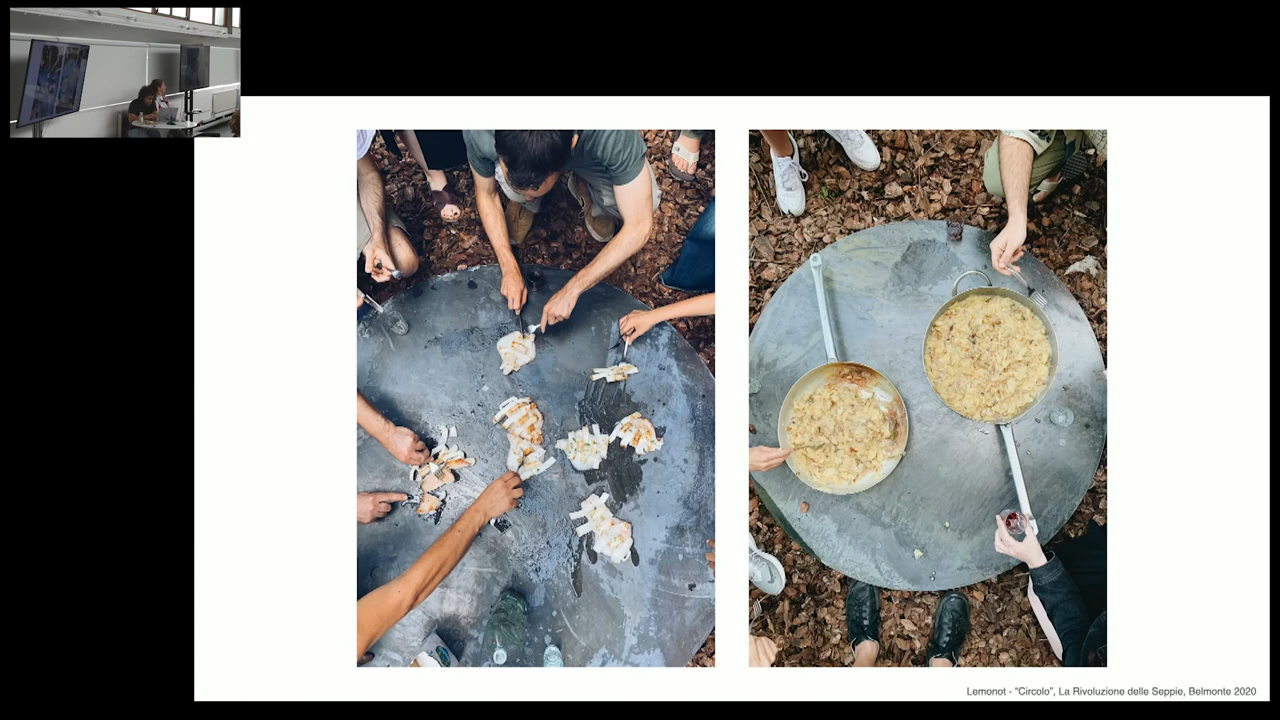 Lemonot - “Circolo”, La Rivoluzione delle Seppie, Belmonte 2020